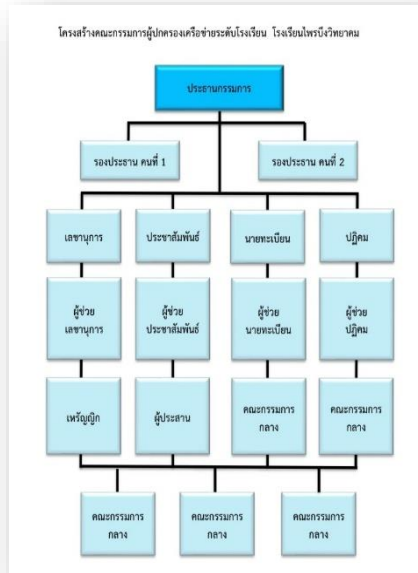 โครงสร้างคณะกรรมการผู้ปกครองเครือข่ายระดับโรงเรียน โรงเรียนไพรบึงวิทยาคม
ประธานกรรมการ
รองประธาน คนที่ 1
รองประธาน คนที่ 2
เลขานุการ
ประชาสัมพันธ์
นายทะเบียน
ปฏิคม
ผู้ช่วย
เลขานุการ
ผู้ช่วย
ประชาสัมพันธ์
ผู้ช่วย
นายทะเบียน
ผู้ช่วย
ปฏิคม
เหรัญญิก
ผู้ประสาน
คณะกรรมการ
กลาง
คณะกรรมการ
กลาง
คณะกรรมการ
กลาง
คณะกรรมการ
กลาง
คณะกรรมการ
กลาง